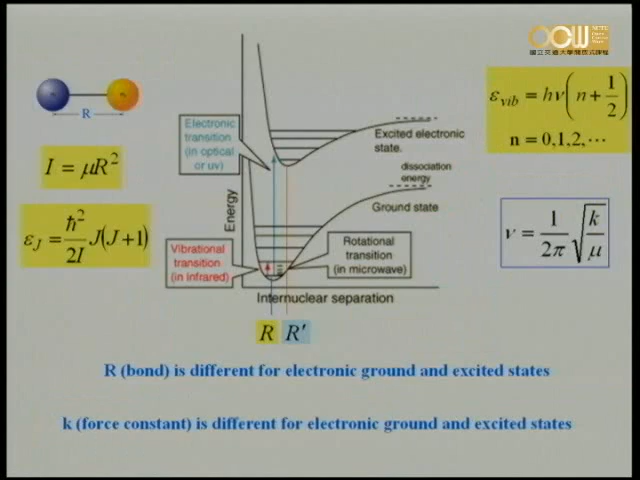 OCW
國立交通大學開放式課程
R
I = μR²
ε_J = ħ²/2I J(J+1)
Electronic
transition
(in optical
or uv)
Excited electronic
state.
dissociation
energy
Ground state
Energy
Vibrational
transition
(in infrared)
Rotational
transition
(in microwave)
Internuclear separation
R R'
ε_vib = hν(n + 1/2)
n = 0,1,2,⋯
ν = 1/2π √(k/μ)
R (bond) is different for electronic ground and excited states
k (force constant) is different for electronic ground and excited states